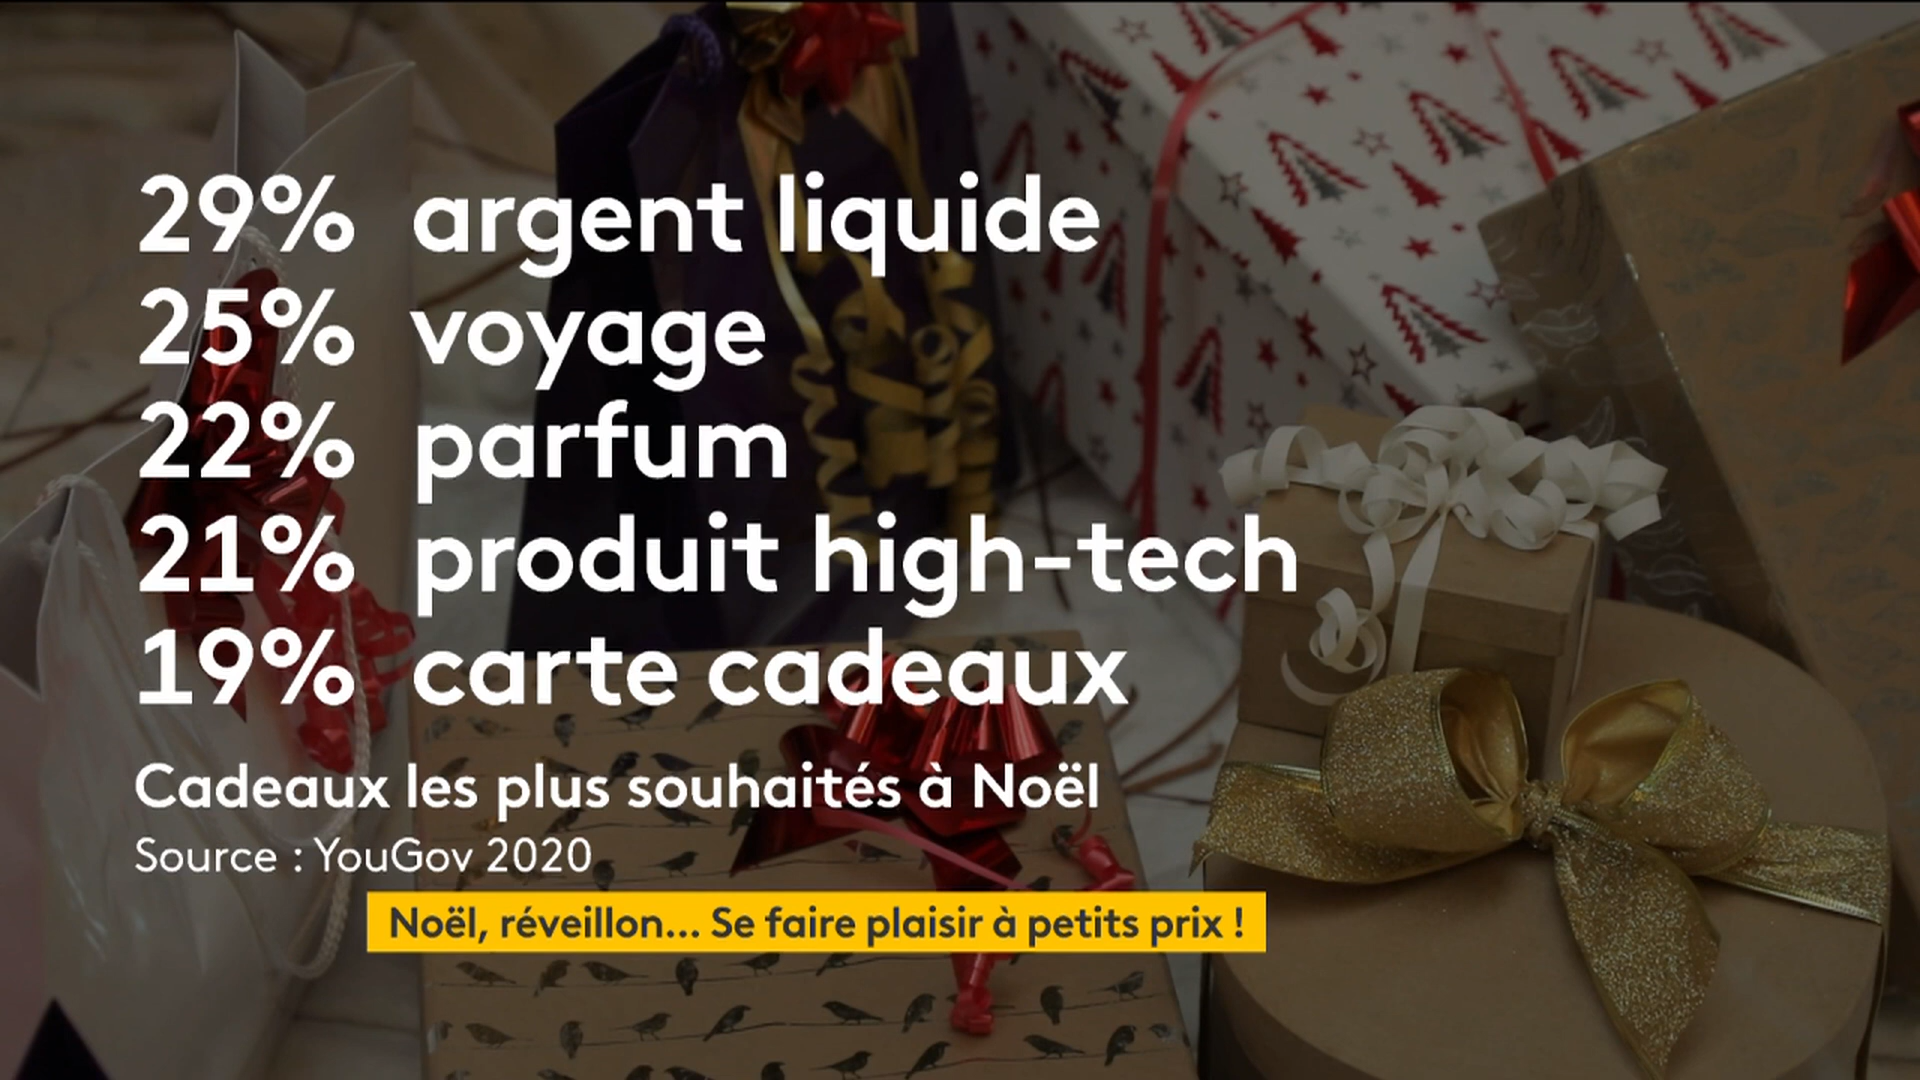 29% argent liquide
25% voyage
22% parfum
21% produit high-tech
19% carte cadeaux
Cadeaux les plus souhaités à Noël
Source : YouGov 2020
Noël, réveillon... Se faire plaisir à petits prix !